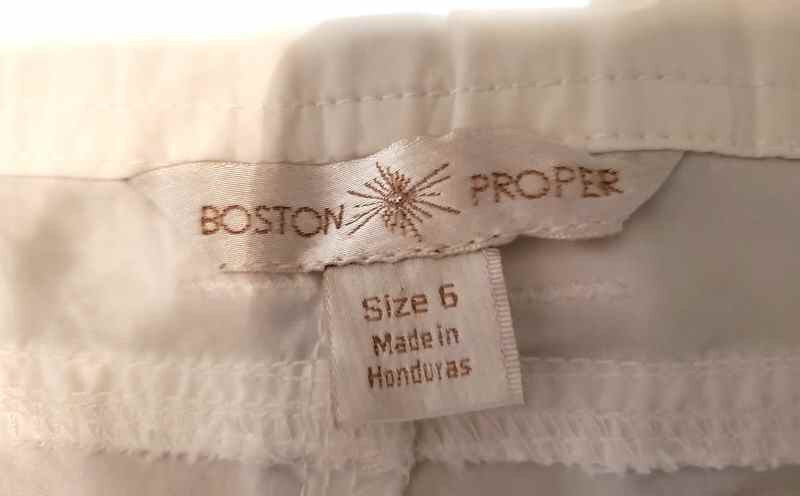 BOSTON PROPER
Size 6
Made in
Honduras